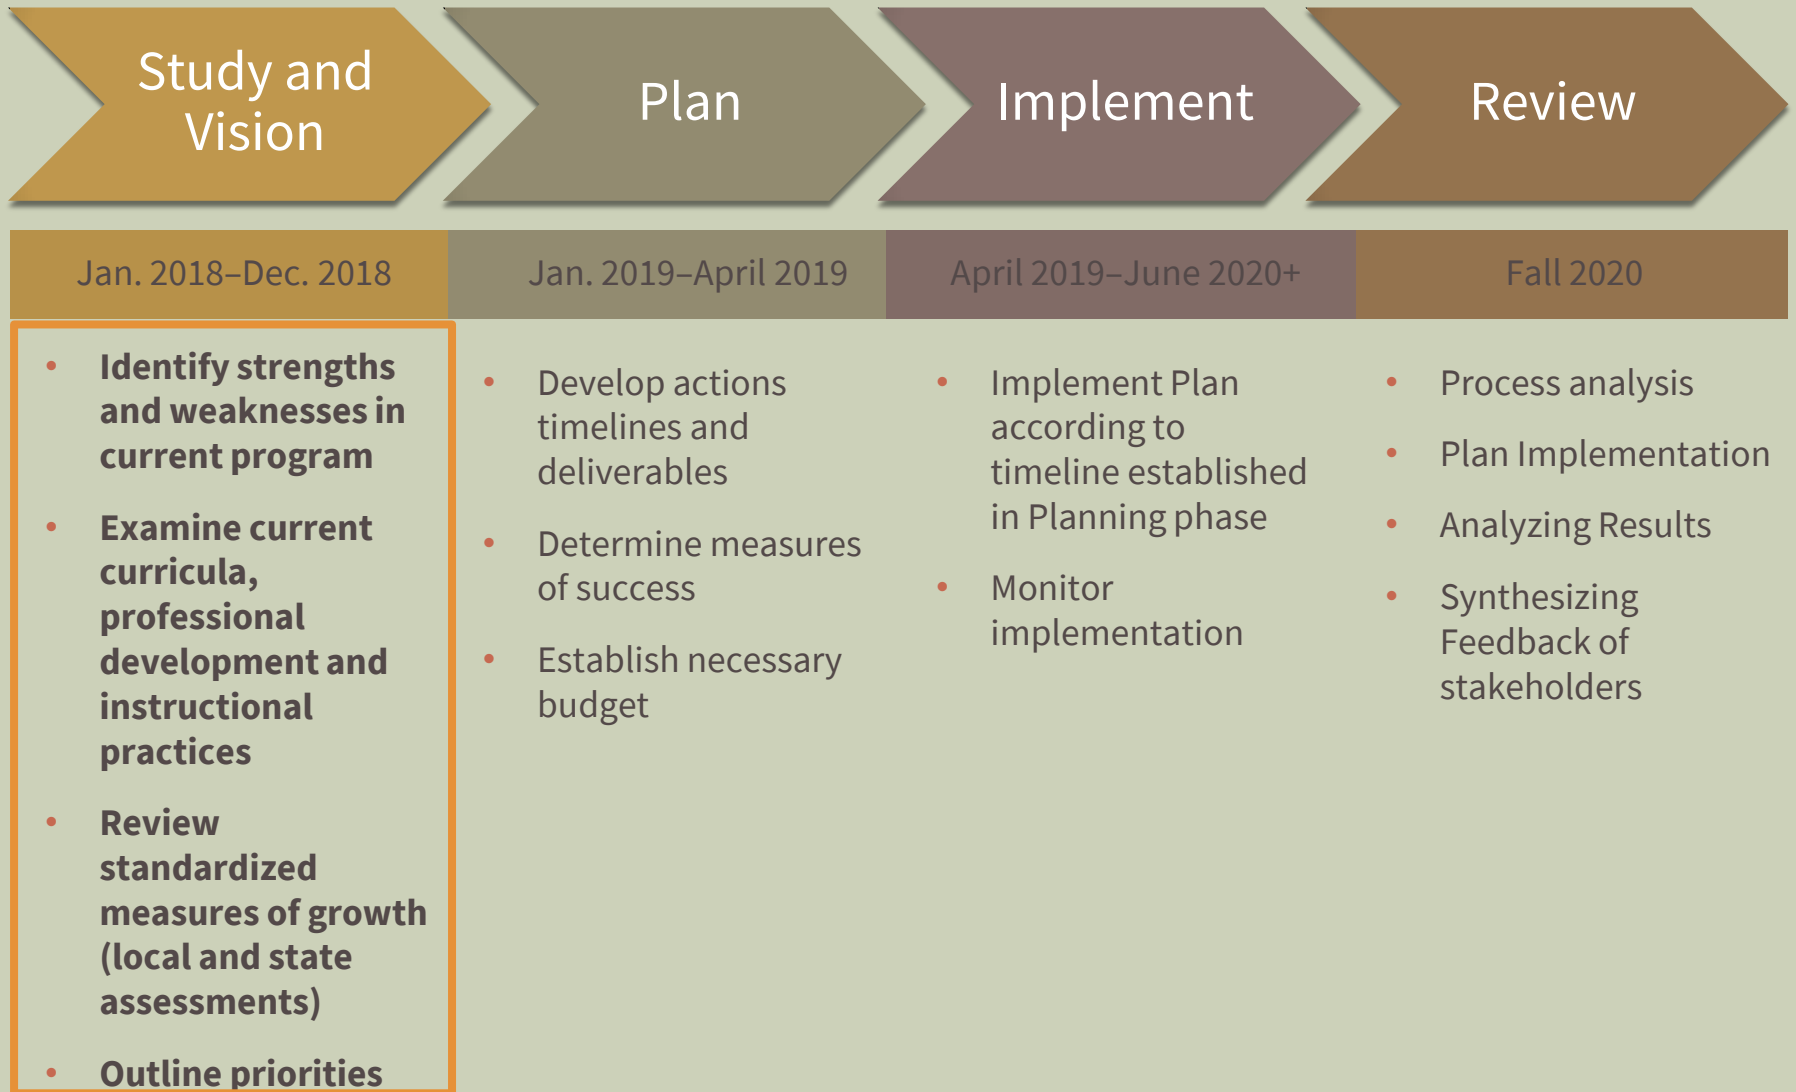 Study and
Vision
Plan
Implement
Review
Jan. 2018–Dec. 2018
Jan. 2019–April 2019
April 2019–June 2020+
Fall 2020
• Identify strengths
and weaknesses in
current program
• Examine current
curricula,
professional
development and
instructional
practices
• Review
standardized
measures of growth
(local and state
assessments)
• Outline priorities
• Develop actions
timelines and
deliverables
• Determine measures
of success
• Establish necessary
budget
• Implement Plan
according to
timeline established
in Planning phase
• Monitor
implementation
• Process analysis
• Plan Implementation
• Analyzing Results
• Synthesizing
Feedback of
stakeholders